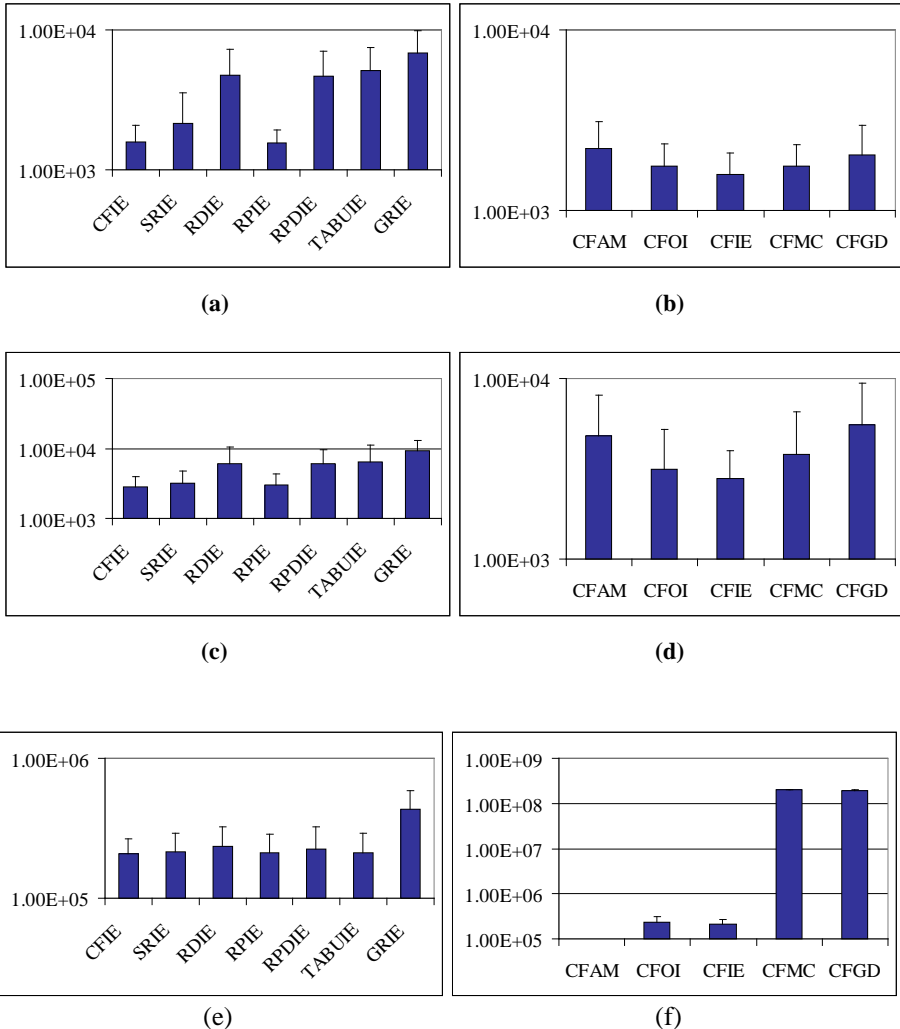 1.00E+04
1.00E+03
CFIE
SRIE
RDIE
RPIE
RPDIE
TABUIE
GRIE
(a)
1.00E+04
1.00E+03
CFAM CFOI CFIE CFMC CFGD
(b)
1.00E+05
1.00E+04
1.00E+03
CFIE
SRIE
RDIE
RPIE
RPDIE
TABUIE
GRIE
(c)
1.00E+04
1.00E+03
CFAM CFOI CFIE CFMC CFGD
(d)
1.00E+06
1.00E+05
CFIE
SRIE
RDIE
RPIE
RPDIE
TABUIE
GRIE
(e)
1.00E+09
1.00E+08
1.00E+07
1.00E+06
1.00E+05
CFAM CFOI CFIE CFMC CFGD
(f)